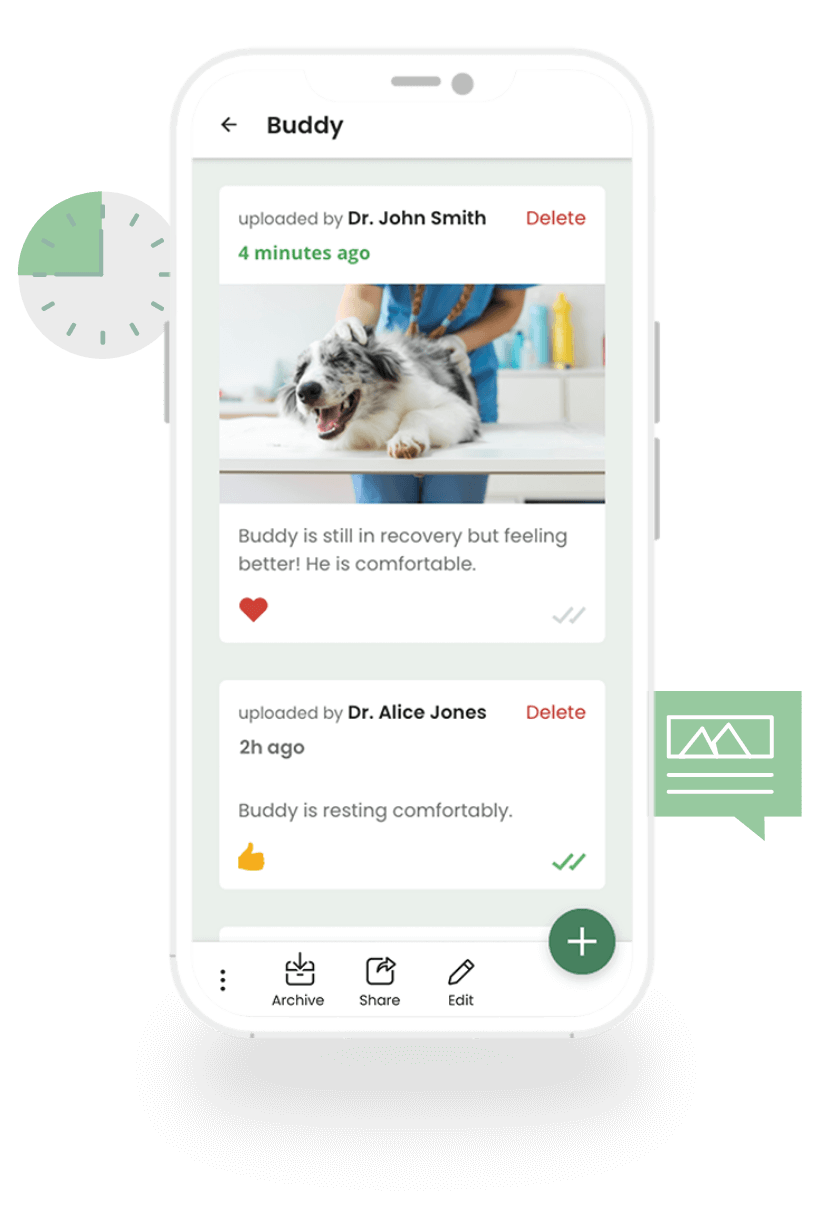 Buddy
uploaded by Dr. John Smith Delete
4 minutes ago
Buddy is still in recovery but feeling
better! He is comfortable.
uploaded by Dr. Alice Jones Delete
2h ago
Buddy is resting comfortably.
Archive Share Edit